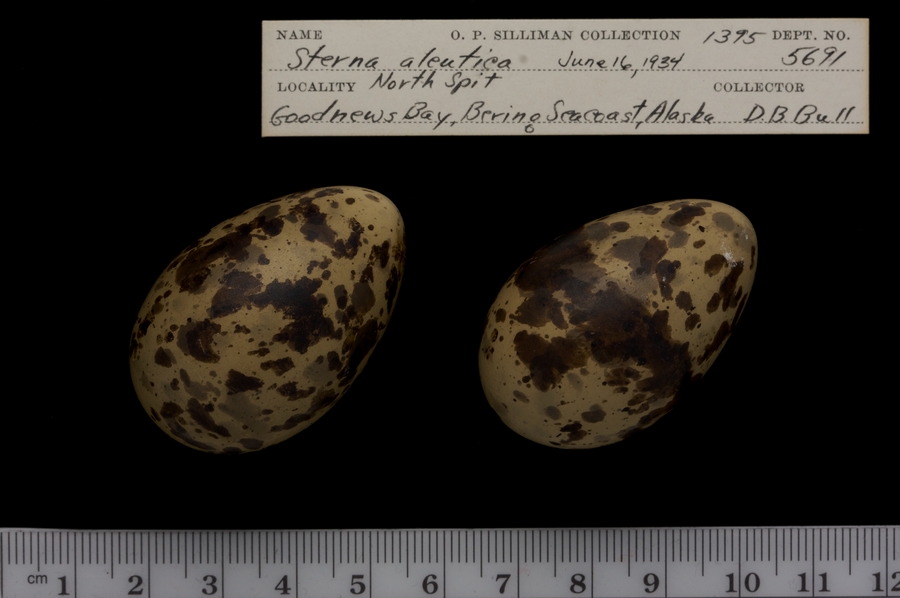 NAME O. P. SILLIMAN COLLECTION 1395 DEPT. NO.
Sterna aleutica June 16, 1934 5691
LOCALITY North Spit COLLECTOR
Goodnews Bay, Bering Seacoast, Alaska D.B. Bull
cm 1 2 3 4 5 6 7 8 9 10 11 12